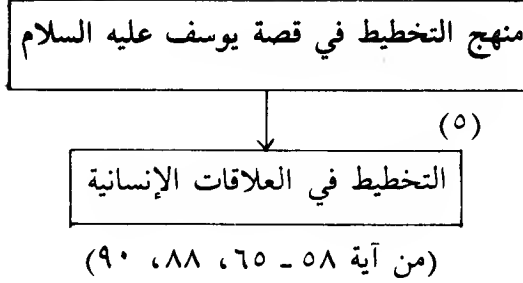 منهج التخطيط في قصة يوسف عليه السلام
(٥)
التخطيط في العلاقات الإنسانية
(من آية ٥٨ ـ ٦٥، ٨٨، ٩٠)